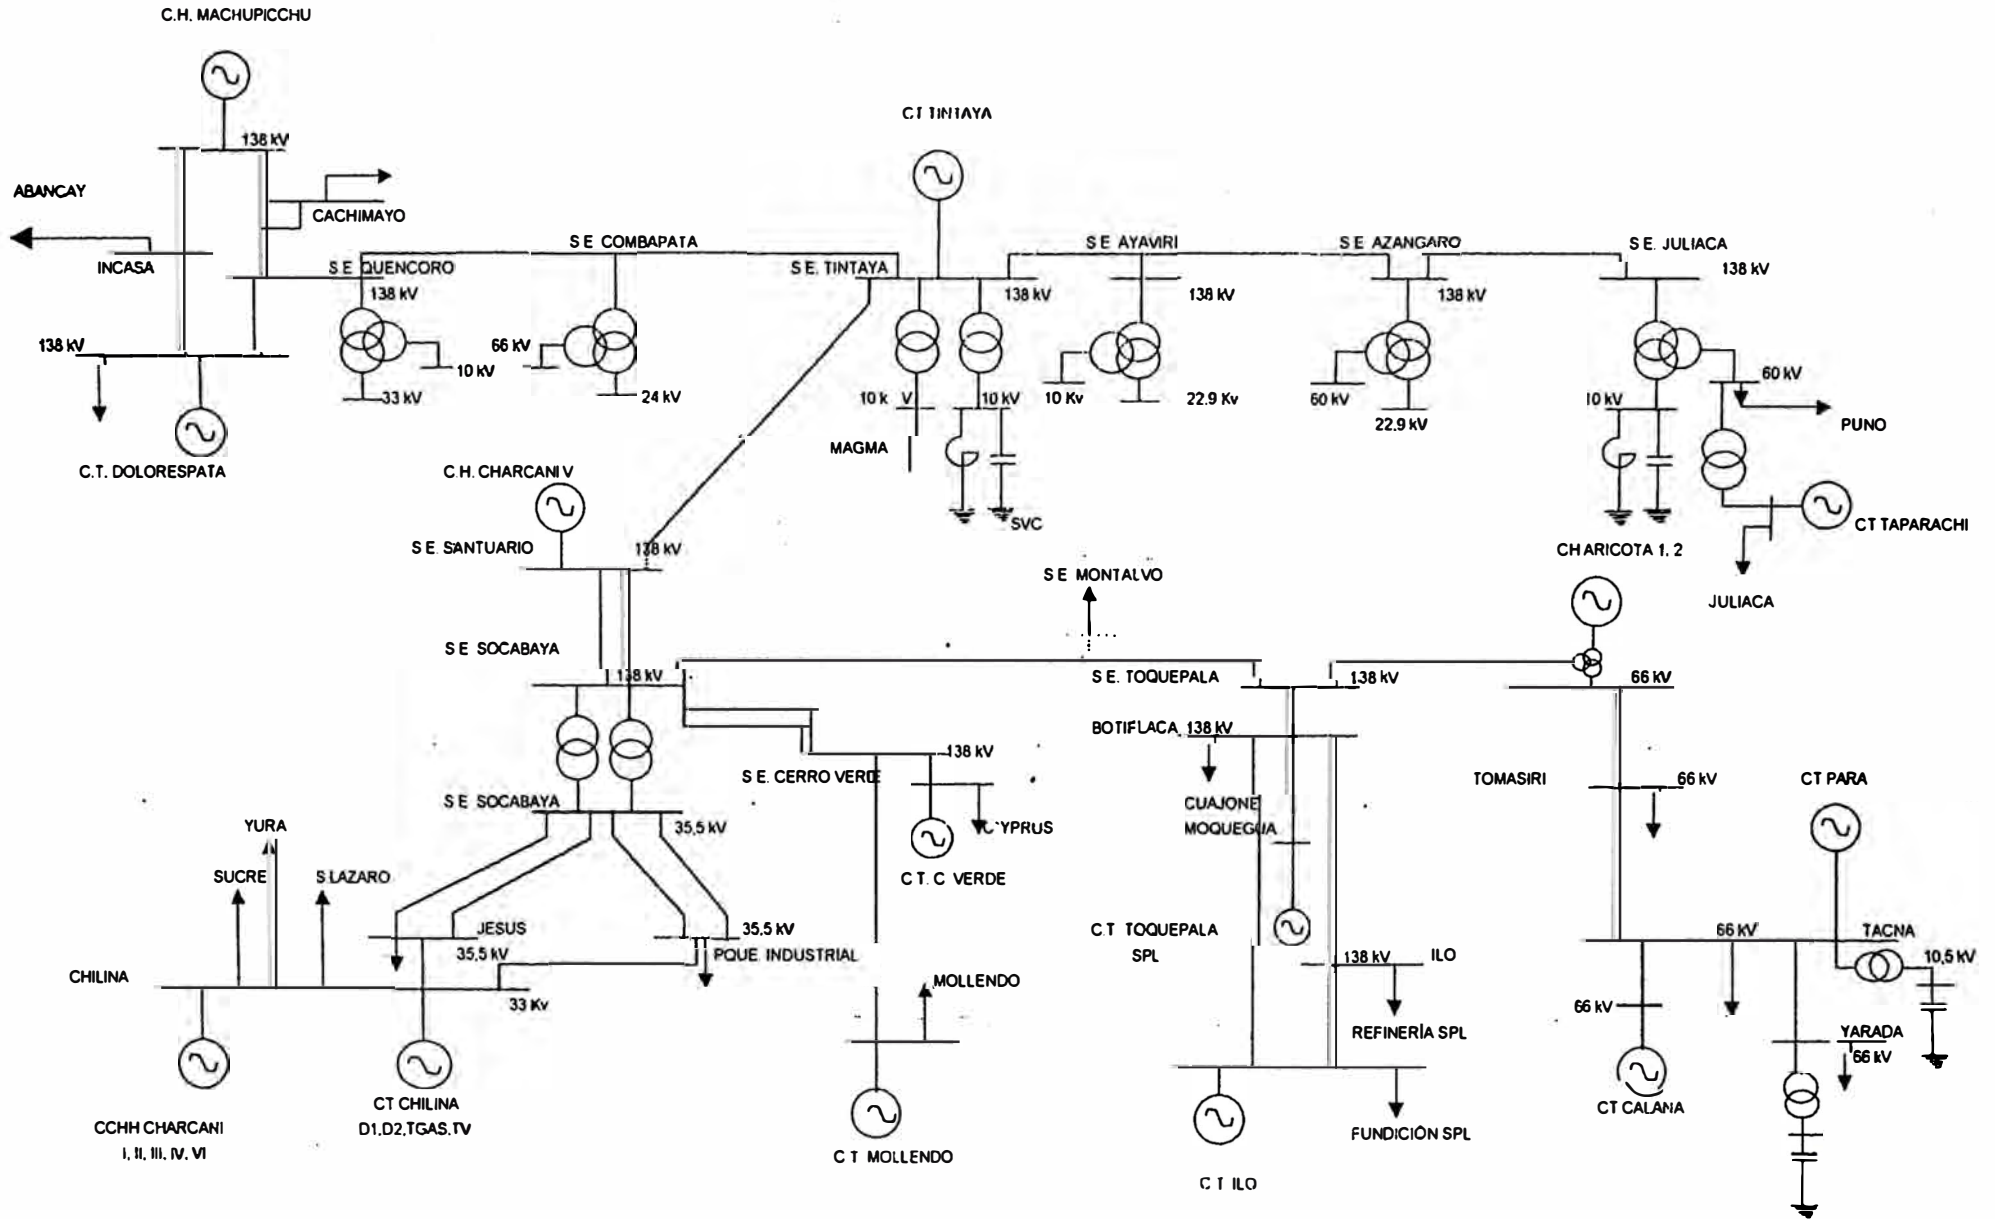 C.H. MACHUPICCHU
138 kV
ABANCAY
CACHIMAYO
INCASA
138 kV
C.T. DOLORESPATA
S E QUENCORO
138 kV
10 kV
33 kV
S E COMBAPATA
66 kV
24 kV
CT TINTAYA
S E. TINTAYA
138 kV
10 k V
10 kV
MAGMA
SVC
S E AYAVIRI
138 kV
10 Kv
22.9 Kv
S E AZANGARO
138 kV
60 kV
22.9 kV
S E. JULIACA
138 kV
10 kV
60 kV
PUNO
CT TAPARACHI
JULIACA
C.H. CHARCANI V
S E. SANTUARIO
138 kV
S E SOCABAYA
138 kV
S E SOCABAYA
35,5 kV
S E MONTALVO
CH ARICOTA 1, 2
S E. TOQUEPALA
138 kV
66 kV
BOTIFLACA 138 kV
S E. CERRO VERDE
138 kV
CYPRUS
C T. C VERDE
CUAJONE
MOQUEGUA
TOMASIRI
66 kV
CT PARA
YURA
SUCRE
S LAZARO
JESUS
35,5 kV
35,5 kV
PQUE. INDUSTRIAL
CHILINA
33 Kv
C.T TOQUEPALA
SPL
138 kV
ILO
REFINERÍA SPL
66 kV
TACNA
10,5 kV
66 kV
YARADA
66 kV
CT CALANA
MOLLENDO
C T MOLLENDO
CCHH CHARCANI
I, II, III, IV, VI
CT CHILINA
D1,D2,TGAS,TV
FUNDICIÓN SPL
C T ILO